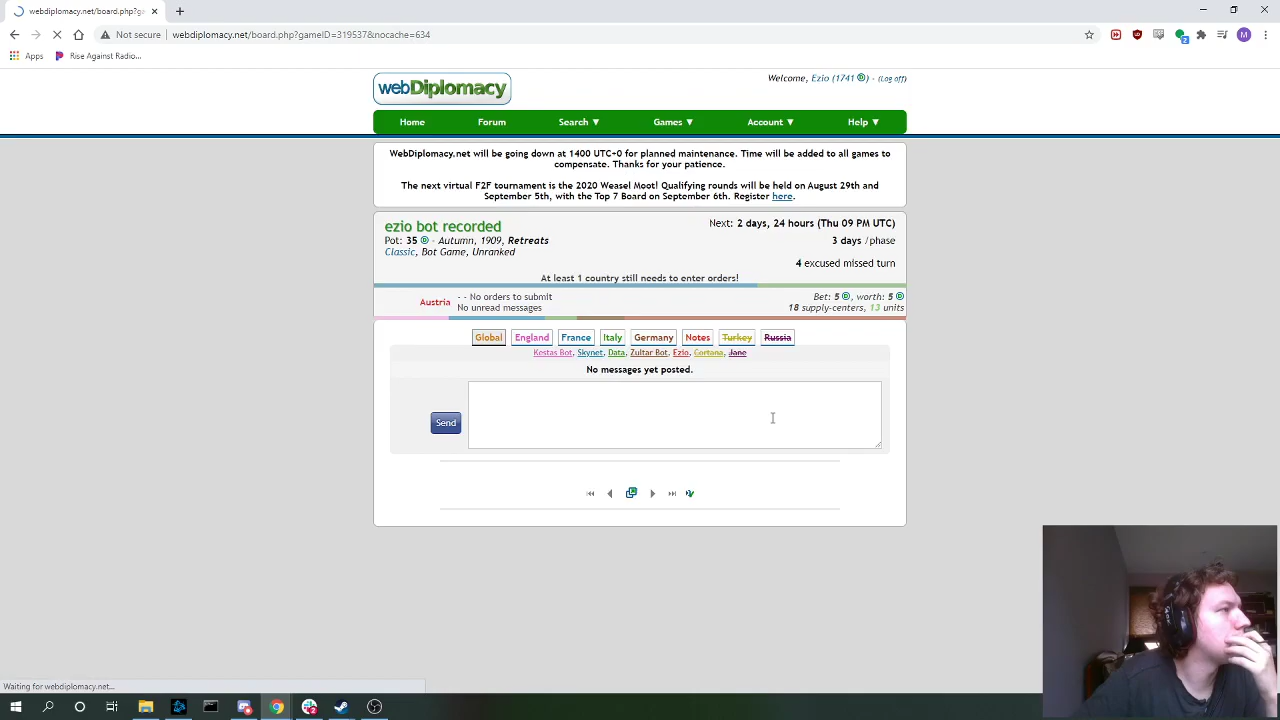 webdiplomacy.net/board.php?ga
Not secure
webdiplomacy.net/board.php?gameID=319537&nocache=634
M
Apps
Rise Against Radio...
webDiplomacy
Welcome, Ezio (1741 ) - (Log off)
Home Forum Search ▼ Games ▼ Account ▼ Help ▼
WebDiplomacy.net will be going down at 1400 UTC+0 for planned maintenance. Time will be added to all games to
compensate. Thanks for your patience.
The next virtual F2F tournament is the 2020 Weasel Moot! Qualifying rounds will be held on August 29th and
September 5th, with the Top 7 Board on September 6th. Register here.
ezio bot recorded
Next: 2 days, 24 hours (Thu 09 PM UTC)
Pot: 35 - Autumn, 1909, Retreats
3 days /phase
Classic, Bot Game, Unranked
4 excused missed turn
At least 1 country still needs to enter orders!
Austria
- - No orders to submit
No unread messages
Bet: 5 , worth: 5
18 supply-centers, 13 units
Global England France Italy Germany Notes Turkey Russia
Kestas Bot, Skynet, Data, Zultar Bot, Ezio, Cortana, Jane
No messages yet posted.
Send
Waiting for webdiplomacy.net...